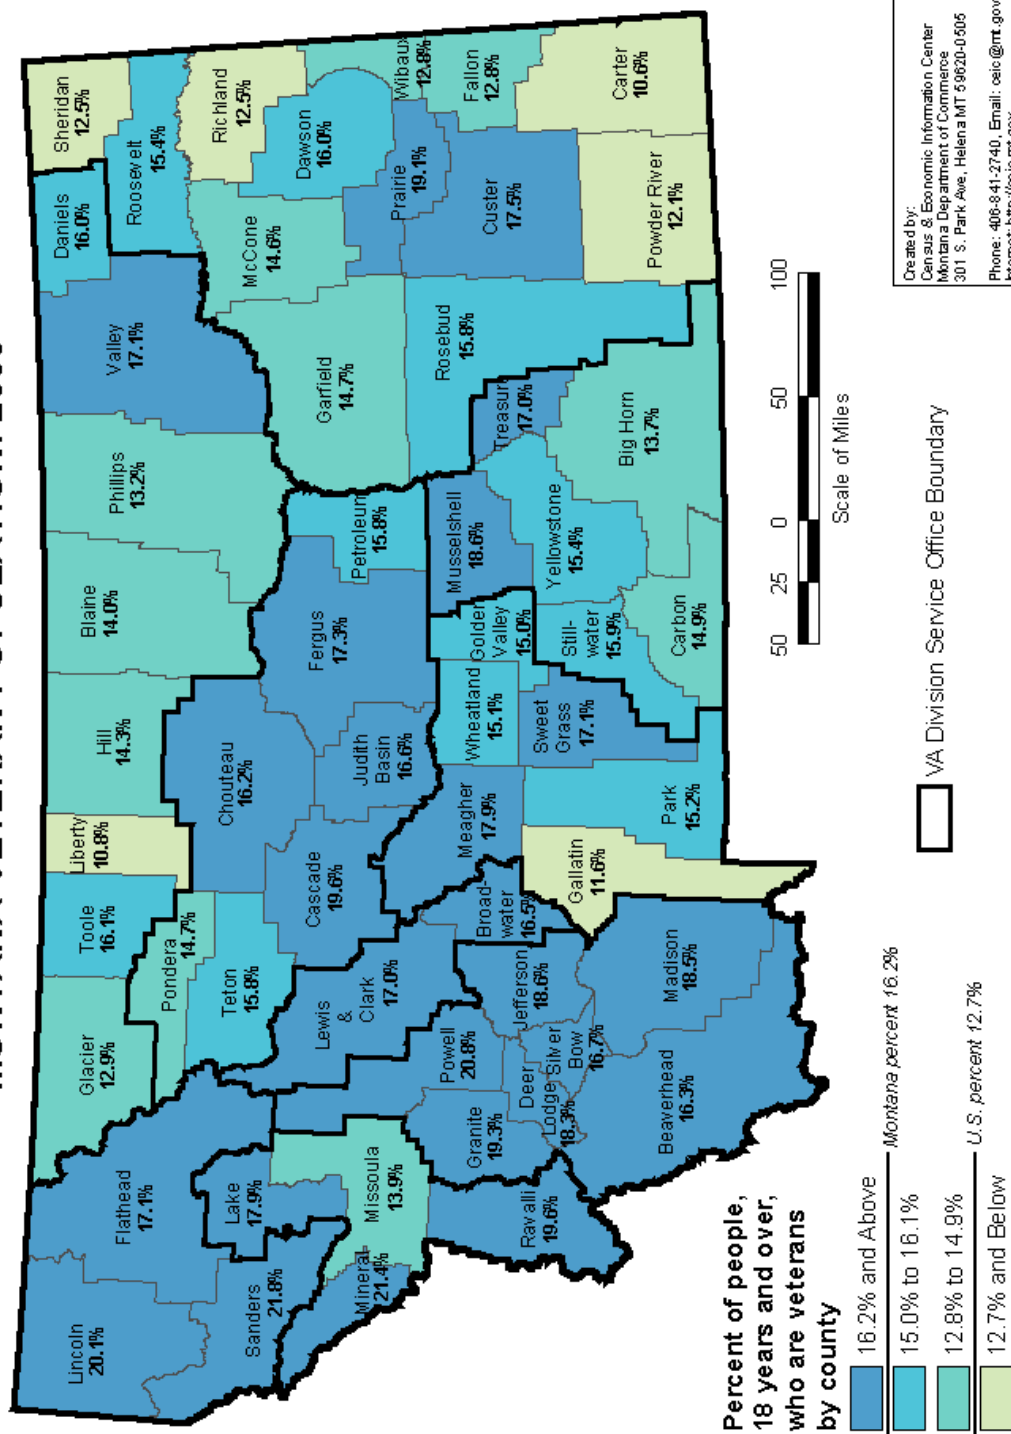 Lincoln
20.1%
Flathead
17.1%
Glacier
12.9%
Toole
16.1%
Liberty
10.8%
Hill
14.3%
Blaine
14.0%
Phillips
13.2%
Valley
17.1%
Daniels
16.0%
Sheridan
12.5%
Roosevelt
15.4%
Sanders
21.8%
Lake
17.9%
Pondera
14.7%
Teton
15.8%
Chouteau
16.2%
Richland
12.5%
McCone
14.6%
Dawson
16.0%
Garfield
14.7%
Mineral
21.4%
Missoula
13.9%
Lewis
&
Clark
17.0%
Cascade
19.6%
Judith
Basin
16.6%
Fergus
17.3%
Petroleum
15.8%
Prairie
19.1%
Wibaux
12.8%
Fallon
12.8%
Powell
20.8%
Granite
19.3%
Ravalli
19.6%
Deer
Lodge
18.3%
Silver
Bow
16.7%
Jefferson
18.6%
Broad-
water
16.5%
Meagher
17.9%
Wheatland
15.1%
Golden
Valley
15.0%
Musselshell
18.6%
Treasure
17.0%
Rosebud
15.8%
Custer
17.5%
Beaverhead
16.3%
Madison
18.5%
Gallatin
11.6%
Park
15.2%
Sweet
Grass
17.1%
Still-
water
15.9%
Yellowstone
15.4%
Carbon
14.9%
Big Horn
13.7%
Powder River
12.1%
Carter
10.6%
Percent of people,
18 years and over,
who are veterans
by county
16.2% and Above
Montana percent 16.2%
15.0% to 16.1%
12.8% to 14.9%
U.S. percent 12.7%
12.7% and Below
50 25 0 50 100
Scale of Miles
VA Division Service Office Boundary
Created by:
Census & Economic Information Center
Montana Department of Commerce
301 S. Park Ave, Helena MT 59620-0505
Phone: 406-841-2740, Email: ceic@mt.gov